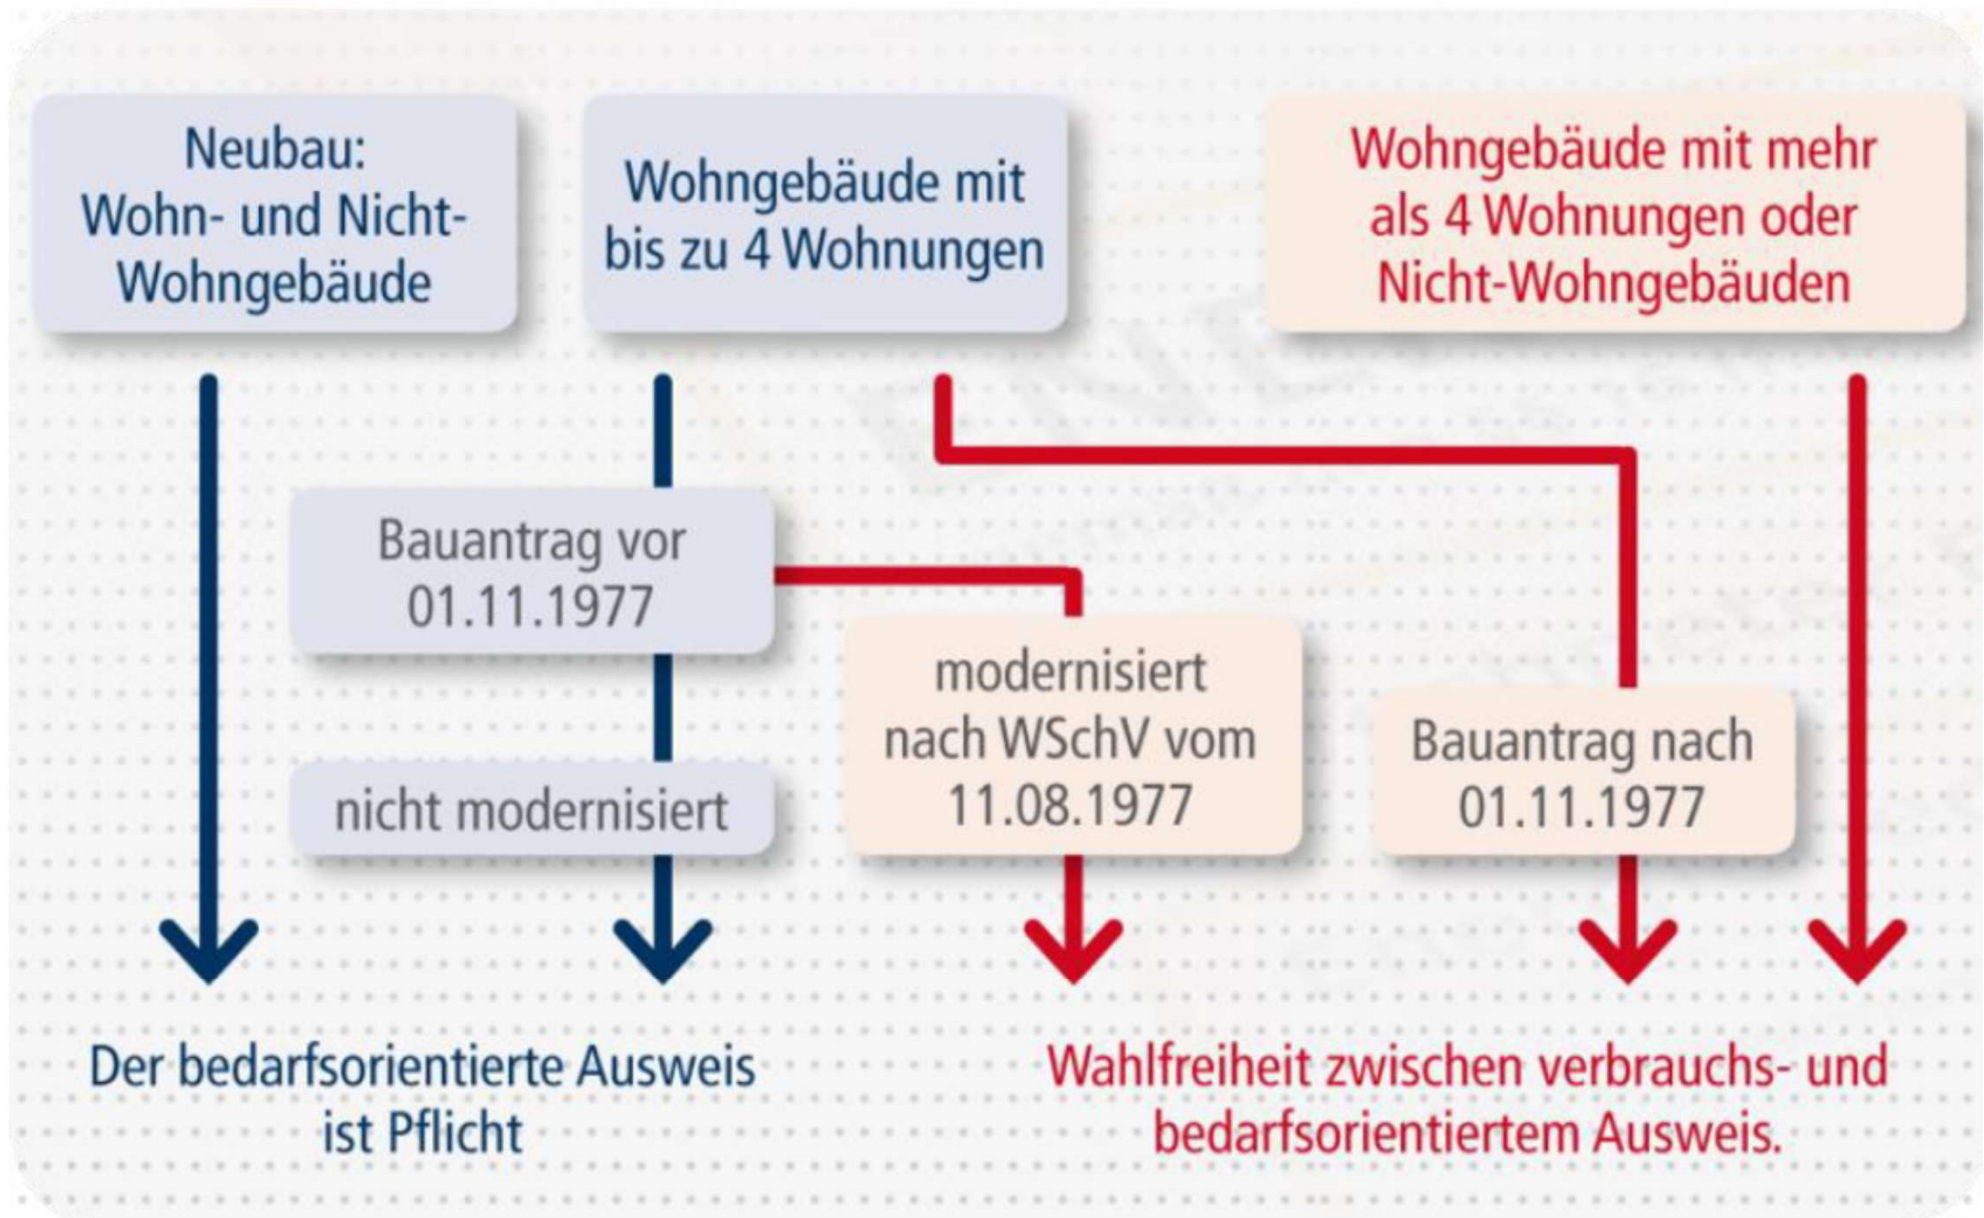 Neubau:
Wohn- und Nicht-
Wohngebäude
Wohngebäude mit
bis zu 4 Wohnungen
Wohngebäude mit mehr
als 4 Wohnungen oder
Nicht-Wohngebäuden
Bauantrag vor
01.11.1977
nicht modernisiert
modernisiert
nach WSchV vom
11.08.1977
Bauantrag nach
01.11.1977
Der bedarfsorientierte Ausweis
ist Pflicht
Wahlfreiheit zwischen verbrauchs- und
bedarfsorientiertem Ausweis.